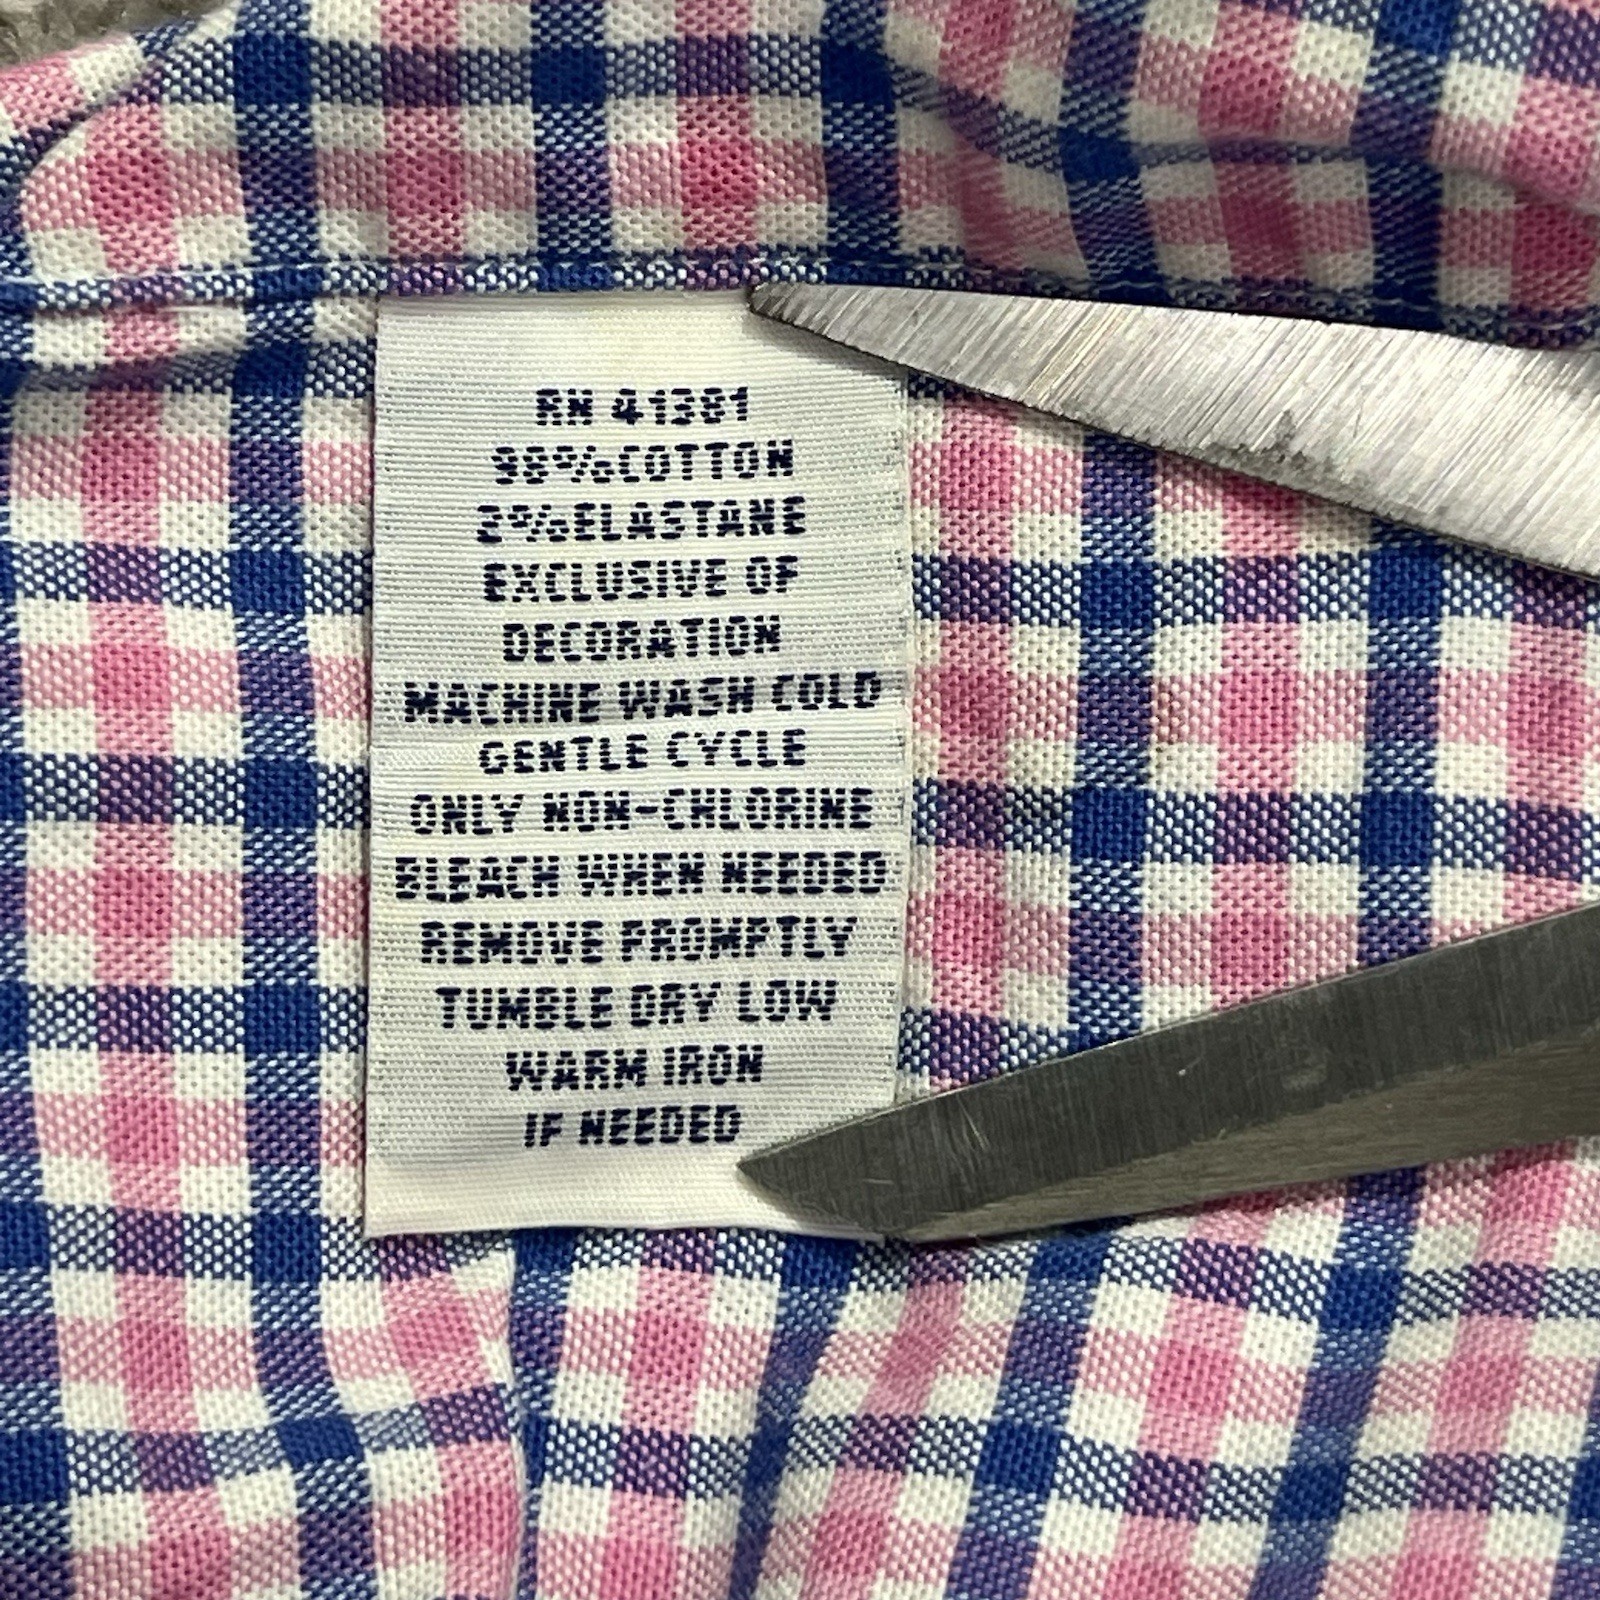 RN 41381
98%COTTON
2%ELASTANE
EXCLUSIVE OF
DECORATION
MACHINE WASH COLD
GENTLE CYCLE
ONLY NON-CHLORINE
BLEACH WHEN NEEDED
REMOVE PROMPTLY
TUMBLE DRY LOW
WARM IRON
IF NEEDED